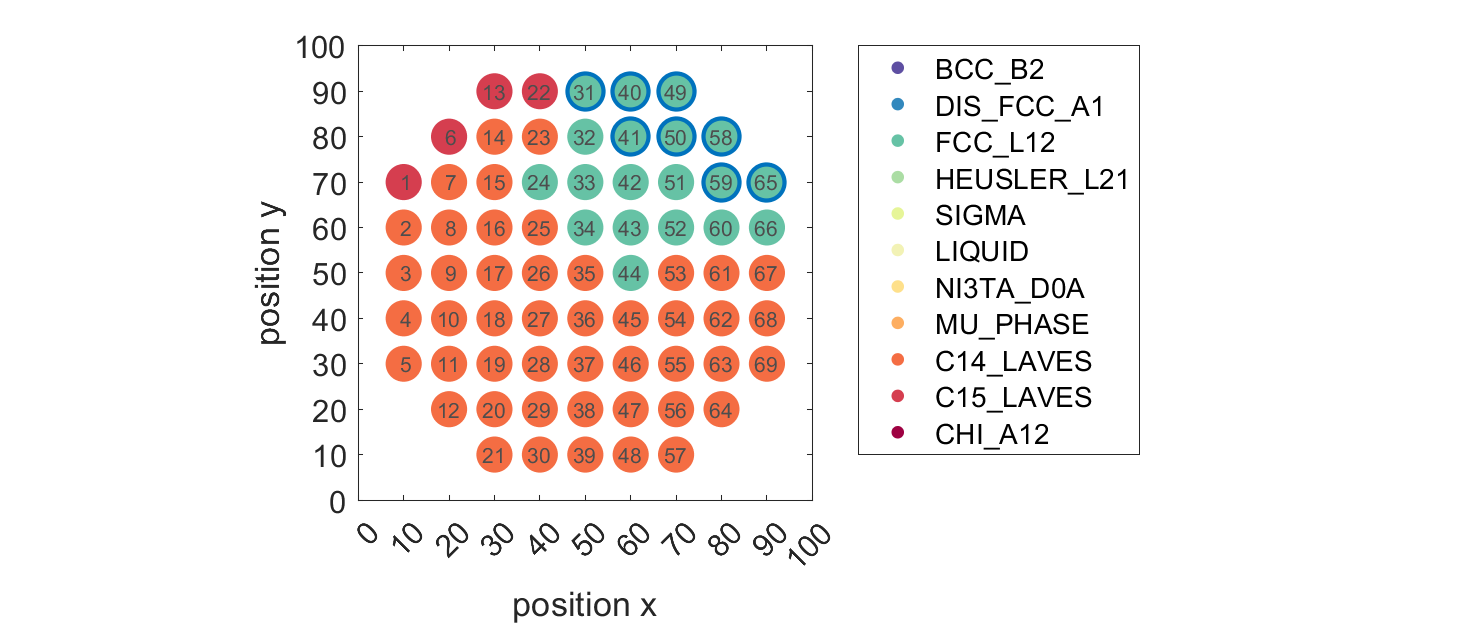 100
90
80
70
60
50
40
30
20
10
0
position y
13 22 31 40 49
6 14 23 32 41 50 58
1 7 15 24 33 42 51 59 65
2 8 16 25 34 43 52 60 66
3 9 17 26 35 44 53 61 67
4 10 18 27 36 45 54 62 68
5 11 19 28 37 46 55 63 69
12 20 29 38 47 56 64
21 30 39 48 57
0 10 20 30 40 50 60 70 80 90 100
position x
BCC_B2
DIS_FCC_A1
FCC_L12
HEUSLER_L21
SIGMA
LIQUID
NI3TA_D0A
MU_PHASE
C14_LAVES
C15_LAVES
CHI_A12